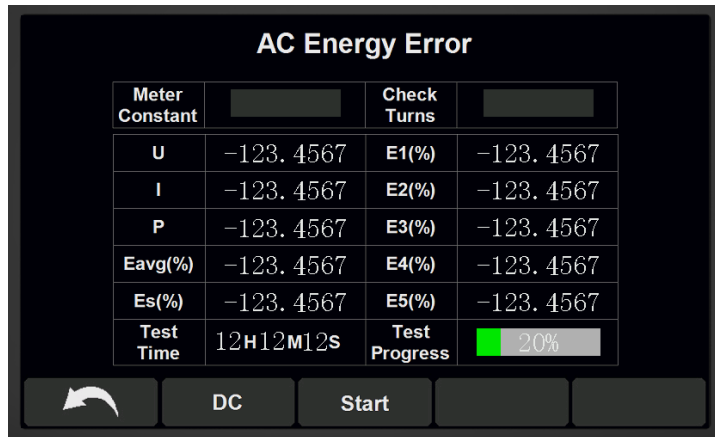 AC Energy Error
Meter Constant Check Turns
U -123.4567 E1(%) -123.4567
I -123.4567 E2(%) -123.4567
P -123.4567 E3(%) -123.4567
Eavg(%) -123.4567 E4(%) -123.4567
Es(%) -123.4567 E5(%) -123.4567
Test Time 12H12M12S Test Progress 20%
DC Start